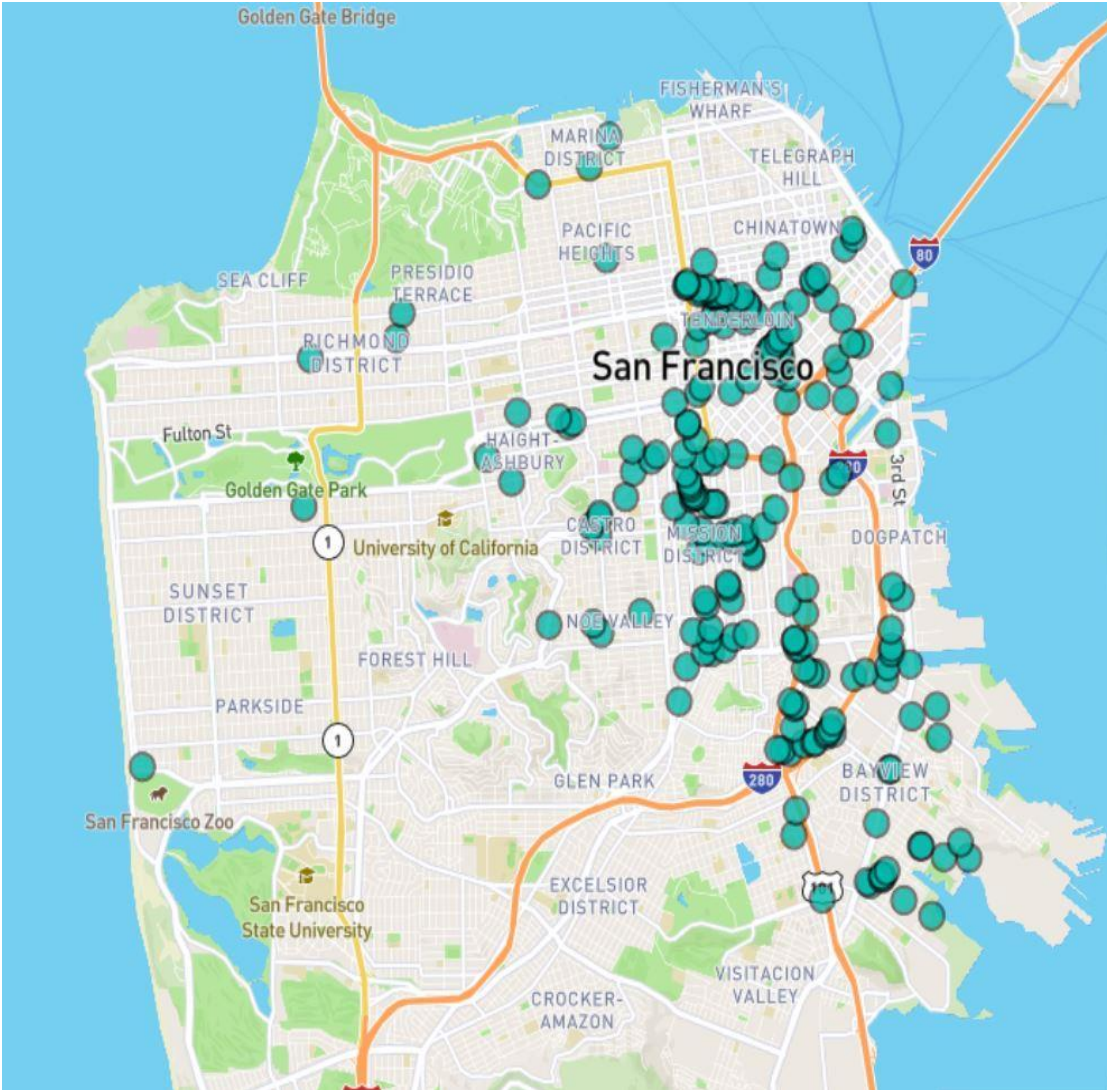 Golden Gate Bridge
FISHERMAN'S
WHARF
MARINA
DISTRICT
TELEGRAPH
HILL
PACIFIC
HEIGHTS
CHINATOWN
80
SEA CLIFF
PRESIDIO
TERRACE
TENDERLOIN
RICHMOND
DISTRICT
San Francisco
Fulton St
HAIGHT-
ASHBURY
3rd St
Golden Gate Park
1
University of California
CASTRO
DISTRICT
MISSION
DISTRICT
DOGPATCH
SUNSET
DISTRICT
NOE VALLEY
FOREST HILL
PARKSIDE
1
GLEN PARK
280
BAYVIEW
DISTRICT
San Francisco Zoo
EXCELSIOR
DISTRICT
101
San Francisco
State University
VISITACION
VALLEY
CROCKER-
AMAZON